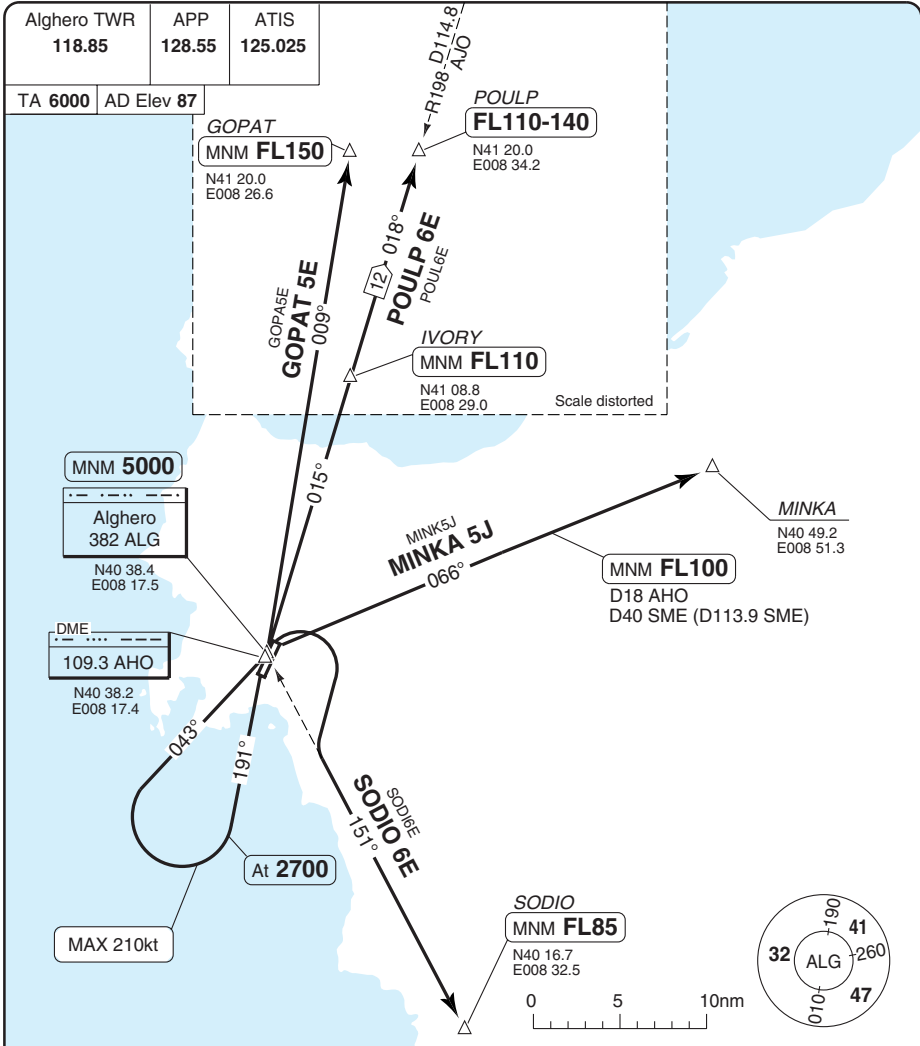 Alghero TWR
118.85
APP
128.55
ATIS
125.025
TA 6000
AD Elev 87
R198 D114.8
AJO
GOPAT
MNM FL150
N41 20.0
E008 26.6
POULP
FL110-140
N41 20.0
E008 34.2
GOPA5E
GOPAT 5E
009°
12
018°
POULP 6E
POUL6E
IVORY
MNM FL110
N41 08.8
E008 29.0
Scale distorted
015°
MNM 5000
Alghero
382 ALG
N40 38.4
E008 17.5
DME
109.3 AHO
N40 38.2
E008 17.4
MINK5J
MINKA 5J
066°
MINKA
N40 49.2
E008 51.3
MNM FL100
D18 AHO
D40 SME (D113.9 SME)
043°
191°
At 2700
MAX 210kt
SODI6E
SODIO 6E
151°
SODIO
MNM FL85
N40 16.7
E008 32.5
0 5 10nm
190
41
32
ALG
260
010
47